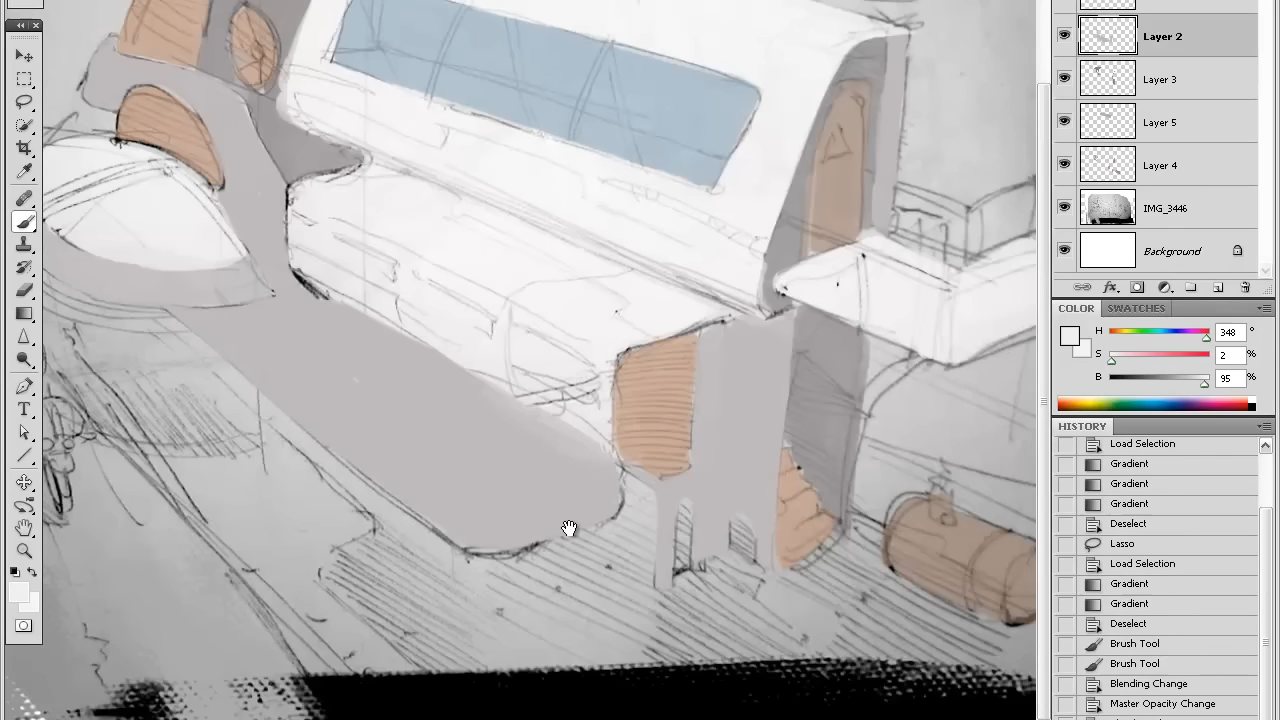 Layer 2
Layer 3
Layer 5
Layer 4
IMG_3446
Background
fx
COLOR SWATCHES
H 348 °
S 2 %
B 95 %
HISTORY
Load Selection
Gradient
Gradient
Gradient
Deselect
Lasso
Load Selection
Gradient
Gradient
Deselect
Brush Tool
Brush Tool
Blending Change
Master Opacity Change